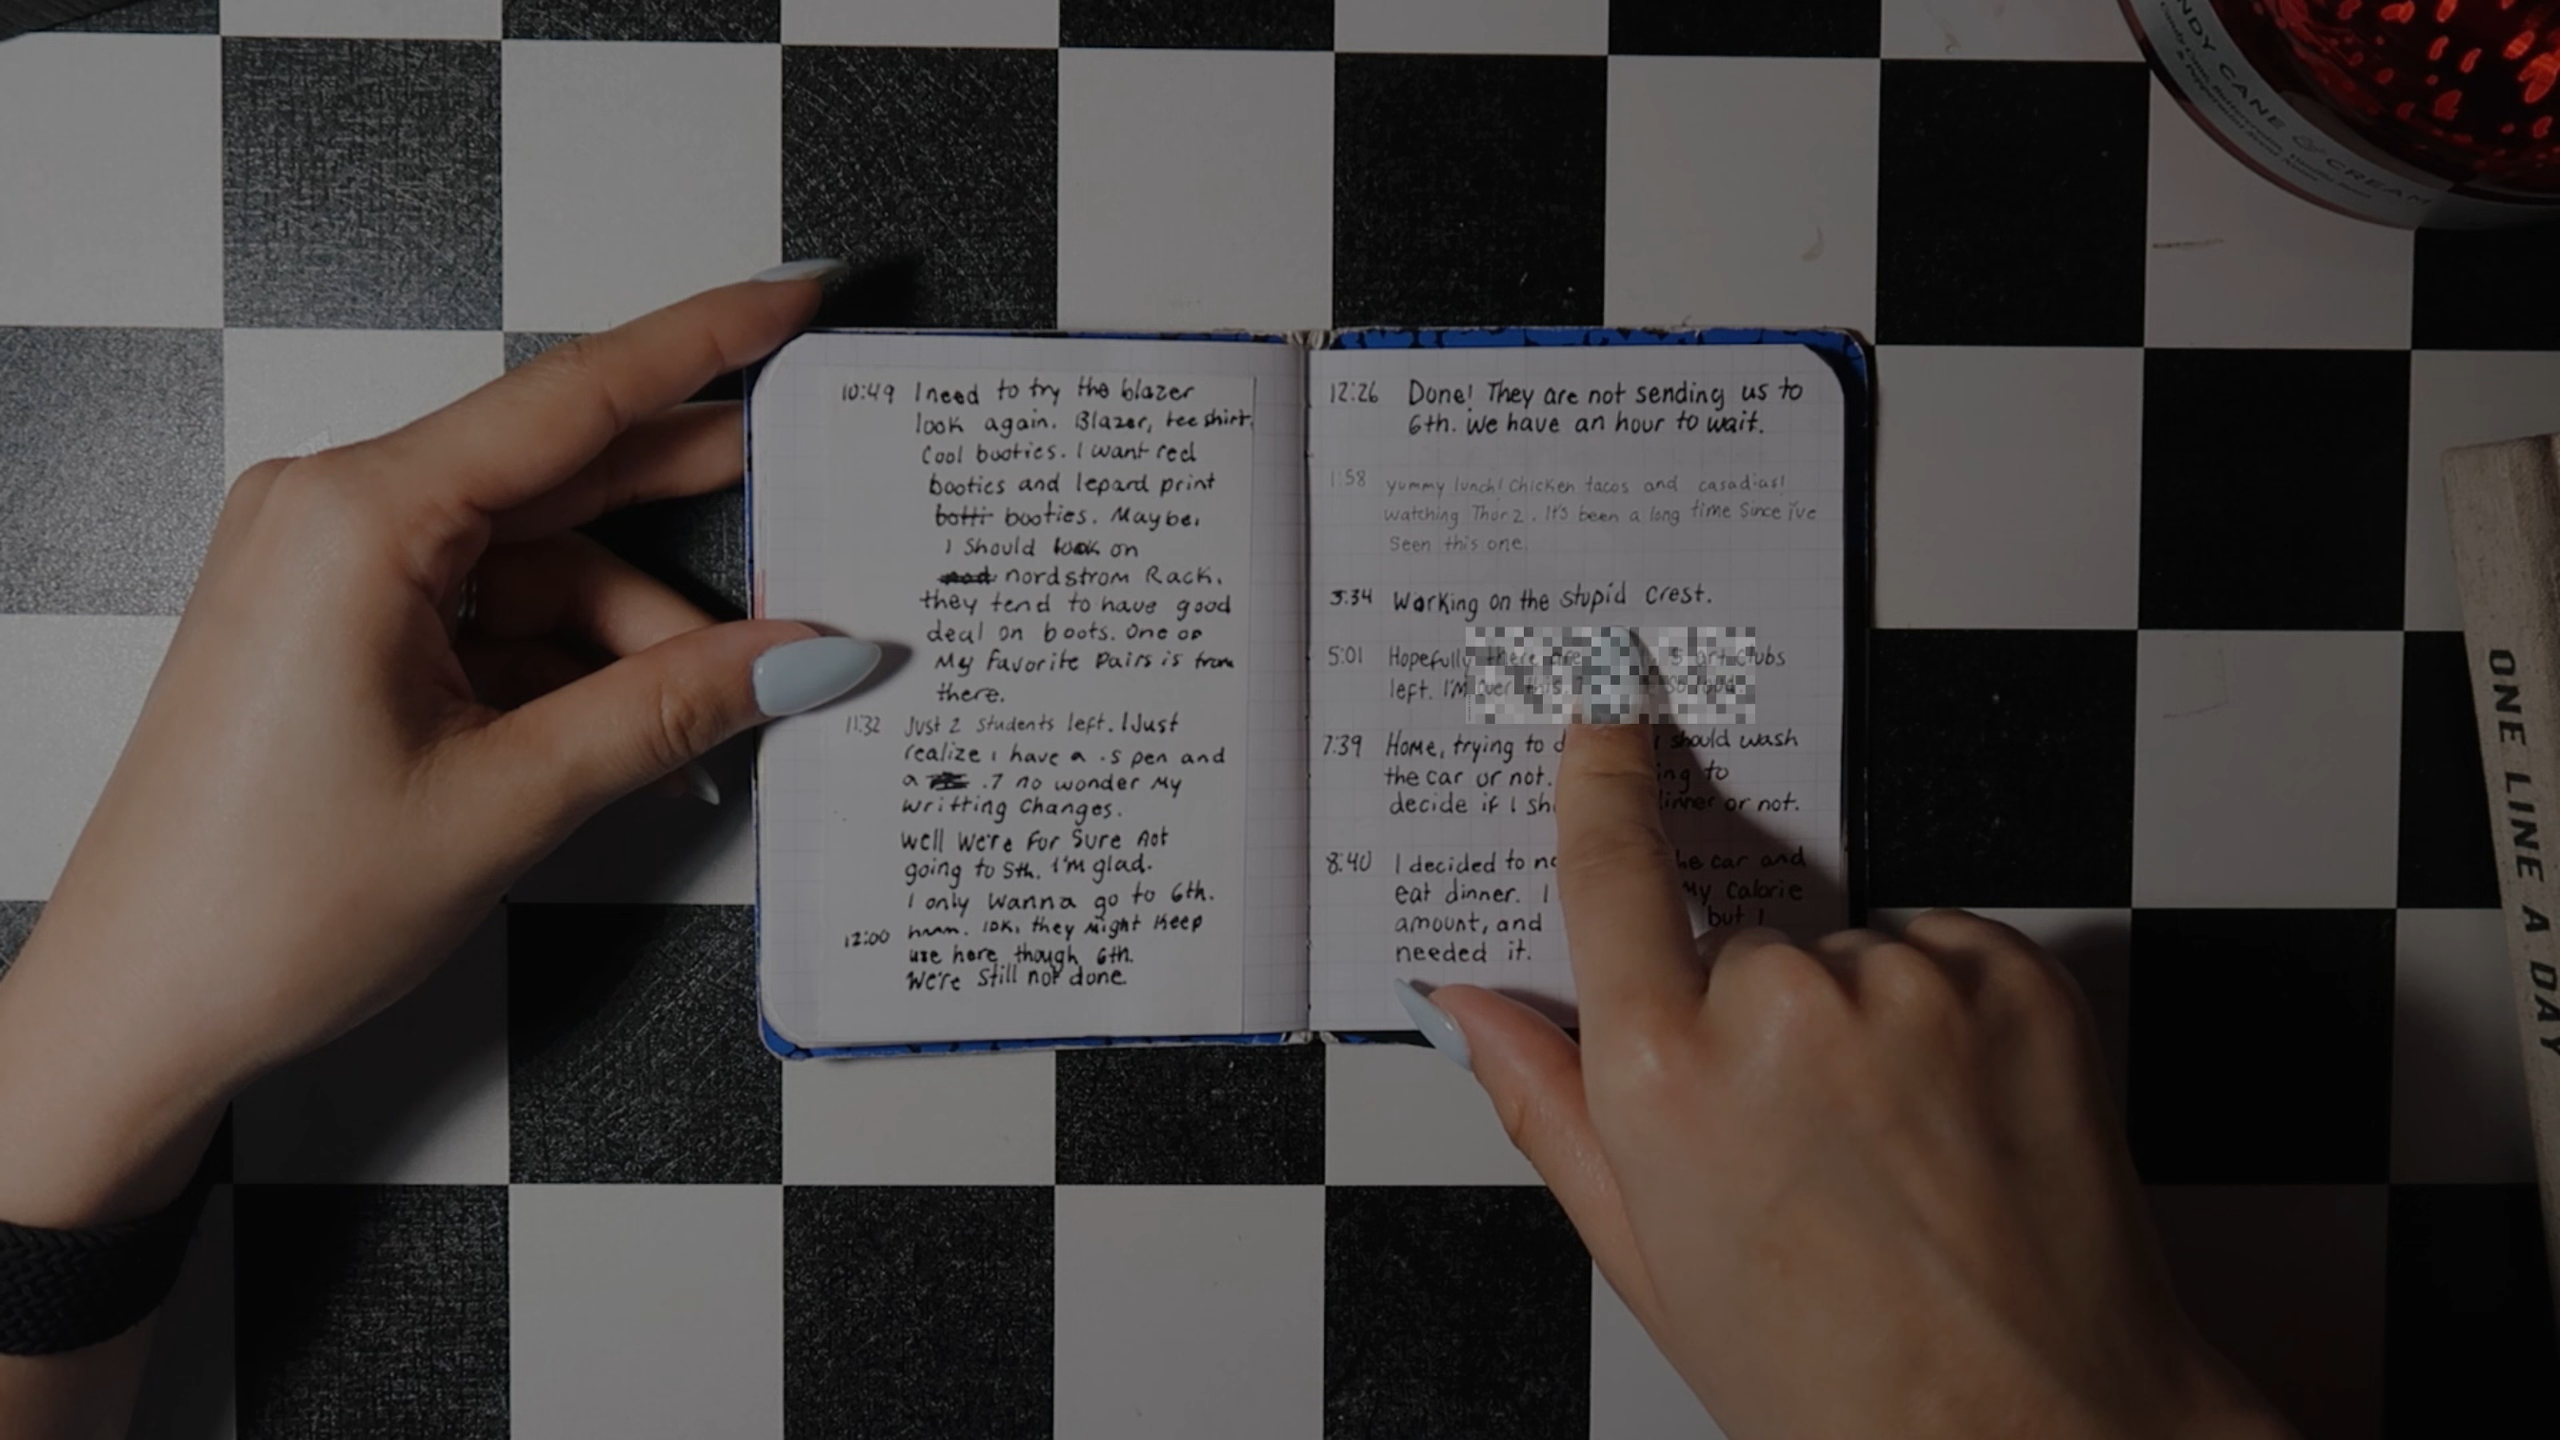 10:49 I need to try the blazer
look again. Blazer, tee shirt.
Cool booties. I want red
booties and lepard print
botti booties. Maybe.
I should look on
nod nordstrom Rack.
they tend to have good
deal on boots. One of
My favorite pairs is from
there.
11:32 Just 2 students left. I Just
realize i have a .5 pen and
a .7 no wonder My
writting changes.
Well We're For Sure not
going to 5th. I'm glad.
I only wanna go to 6th.
12:00 hmm. IDK, they might keep
use here though 6th.
We're still not done.
12:26 Done! They are not sending us to
6th. We have an hour to wait.
1:58 yummy lunch! Chicken tacos and casadias!
watching Thor 2. It's been a long time Since i've
Seen this one.
3:34 Working on the stupid crest.
5:01 Hopefully there are art clubs
left. I'm over this.
7:39 Home, trying to should wash
the car or not. to
decide if I dinner or not.
8:40 I decided to car and
eat dinner. I My calorie
amount, and but I
needed it.
ONE LINE A DAY
CANE & CREAM